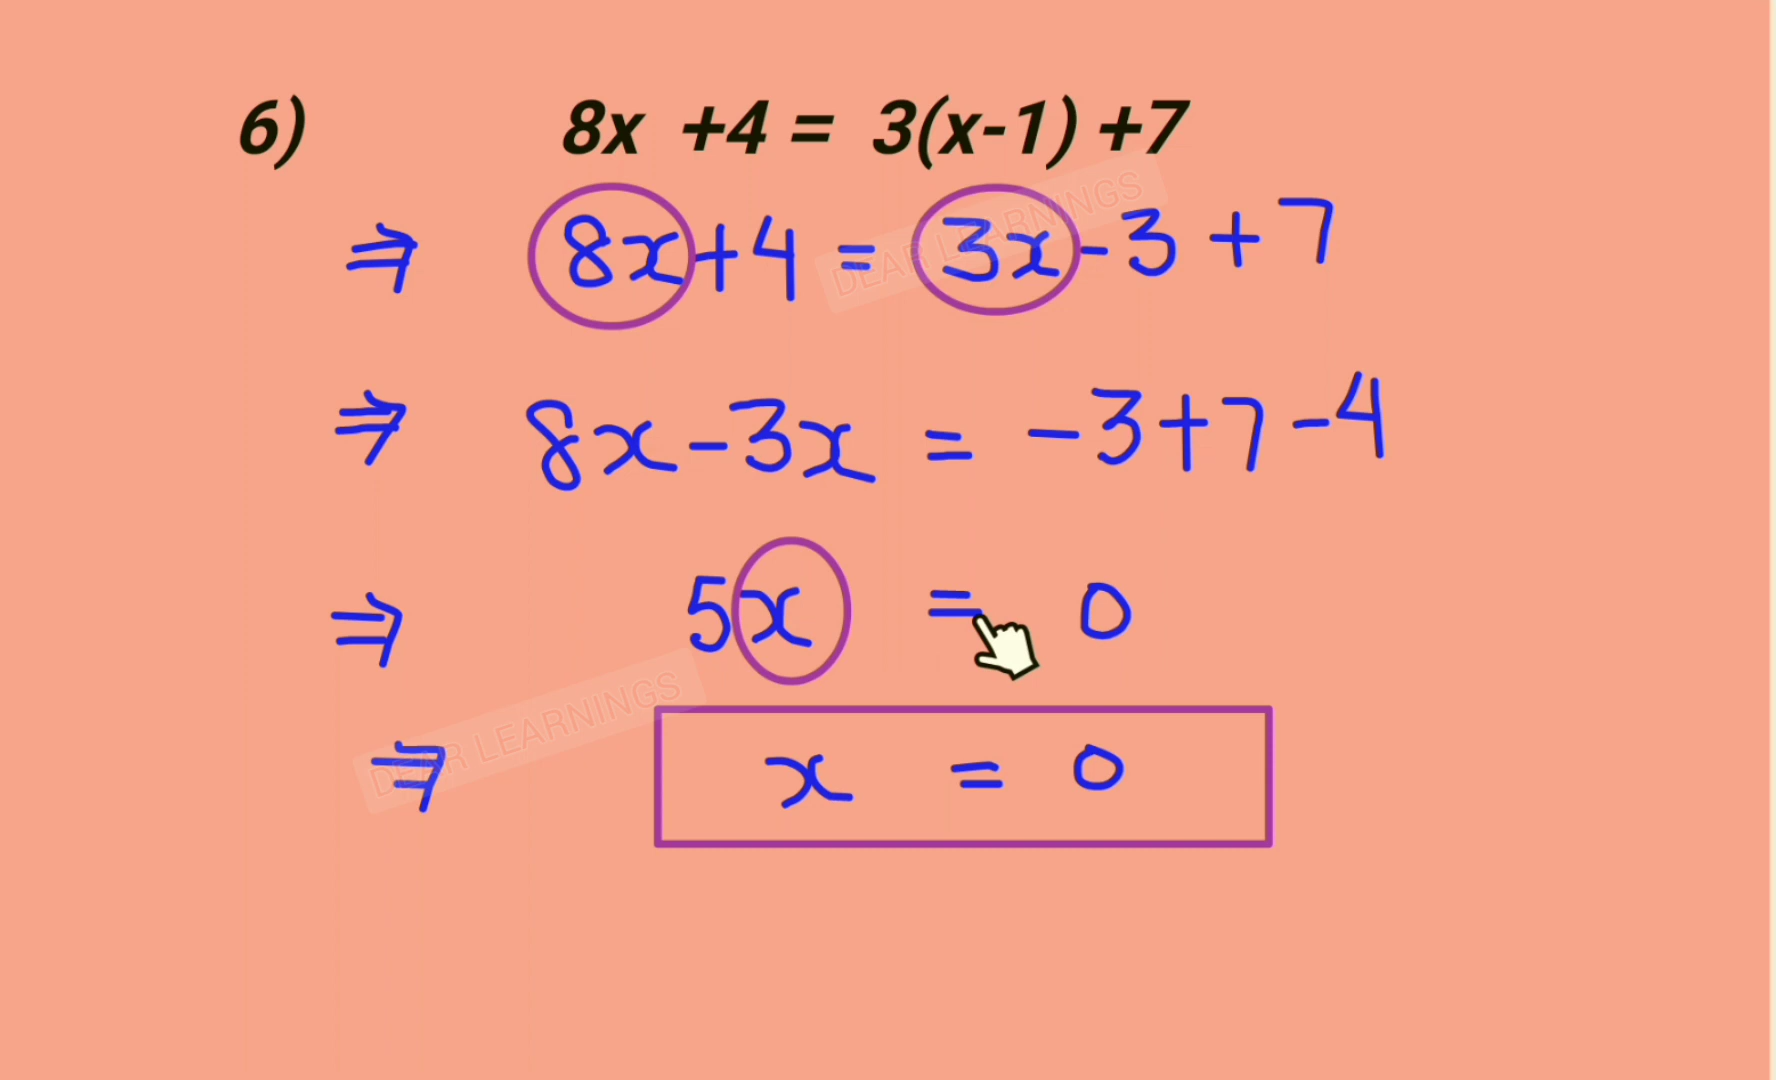 6) 8x +4 = 3(x-1) +7
⇒ 8x+4 = 3x-3+7
DEAR LEARNINGS
⇒ 8x-3x = -3+7-4
⇒ 5x = 0
DEAR LEARNINGS
⇒ x = 0